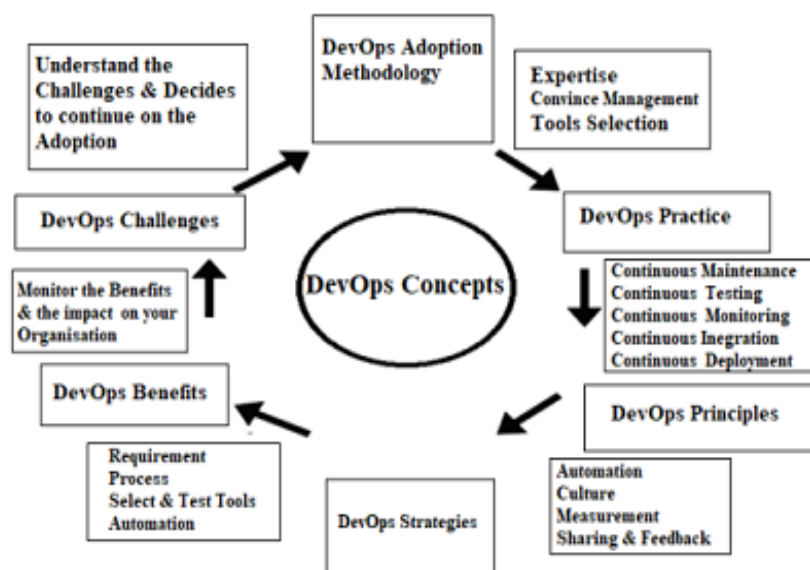 DevOps Adoption
Methodology
Understand the
Challenges & Decides
to continue on the
Adoption
Expertise
Convince Management
Tools Selection
DevOps Challenges
DevOps Practice
DevOps Concepts
Monitor the Benefits
& the impact on your
Organisation
Continuous Maintenance
Continuous Testing
Continuous Monitoring
Continuous Inegration
Continuous Deployment
DevOps Benefits
DevOps Principles
Requirement
Process
Select & Test Tools
Automation
DevOps Strategies
Automation
Culture
Measurement
Sharing & Feedback